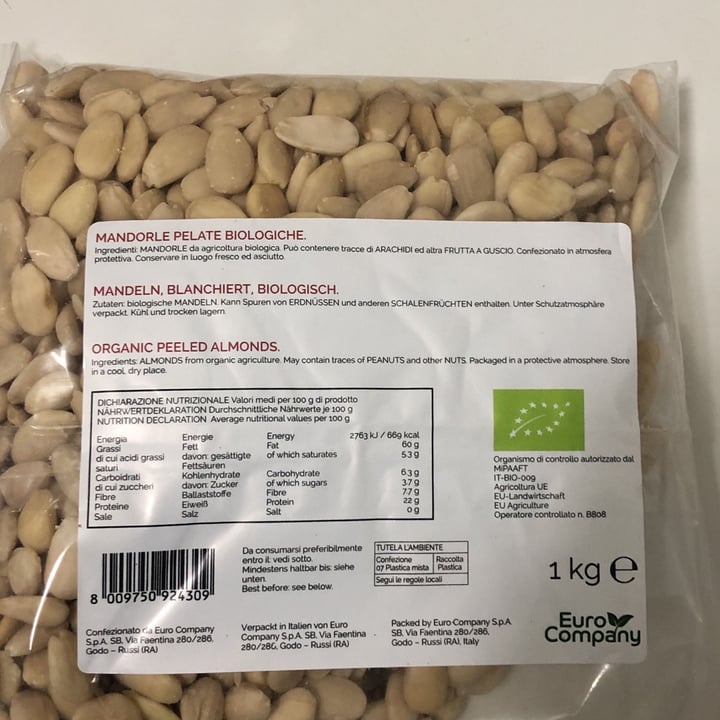 MANDORLE PELATE BIOLOGICHE.
Ingredienti: MANDORLE da agricoltura biologica. Può contenere tracce di ARACHIDI ed altra FRUTTA A GUSCIO. Confezionato in atmosfera
protettiva. Conservare in luogo fresco ed asciutto.
MANDELN, BLANCHIERT, BIOLOGISCH.
Zutaten: biologische MANDELN. Kann Spuren von ERDNÜSSEN und anderen SCHALENFRÜCHTEN enthalten. Unter Schutzatmosphäre
verpackt. Kühl und trocken lagern.
ORGANIC PEELED ALMONDS.
Ingredients: ALMONDS from organic agriculture. May contain traces of PEANUTS and other NUTS. Packaged in a protective atmosphere. Store
in a cool, dry place.
DICHIARAZIONE NUTRIZIONALE Valori medi per 100 g di prodotto
NÄHRWERTDEKLARATION Durchschnittliche Nährwerte je 100 g
NUTRITION DECLARATION Average nutritional values per 100 g
Energia Energie Energy 2763 kJ / 669 kcal
Grassi Fett Fat 60 g
di cui acidi grassi davon: gesättigte of which saturates 5.3 g
saturi Fettsäuren
Carboidrati Kohlenhydrate Carbohydrate 6.3 g
di cui zuccheri davon: Zucker of which sugars 3.7 g
Fibre Ballaststoffe Fibre 7.7 g
Proteine Eiweiß Protein 22 g
Sale Salz Salt 0 g
Organismo di controllo autorizzato dal
MiPAAFT
IT-BIO-009
Agricoltura UE
EU-Landwirtschaft
EU Agriculture
Operatore controllato n. B808
8 009750 924309
Da consumarsi preferibilmente
entro il: vedi sotto.
Mindestens haltbar bis: siehe
unten.
Best before: see below.
TUTELA L'AMBIENTE
Confezione Raccolta
07 Plastica mista Plastica
Segui le regole locali
1 kg e
Confezionato da Euro Company
S.p.A. SB, Via Faentina 280/286,
Godo – Russi (RA)
Verpackt in Italien von Euro
Company S.p.A. SB, Via Faentina
280/286, Godo – Russi (RA)
Packed by Euro Company S.p.A.
SB, Via Faentina 280/286,
Godo – Russi (RA), Italy
Euro
Company